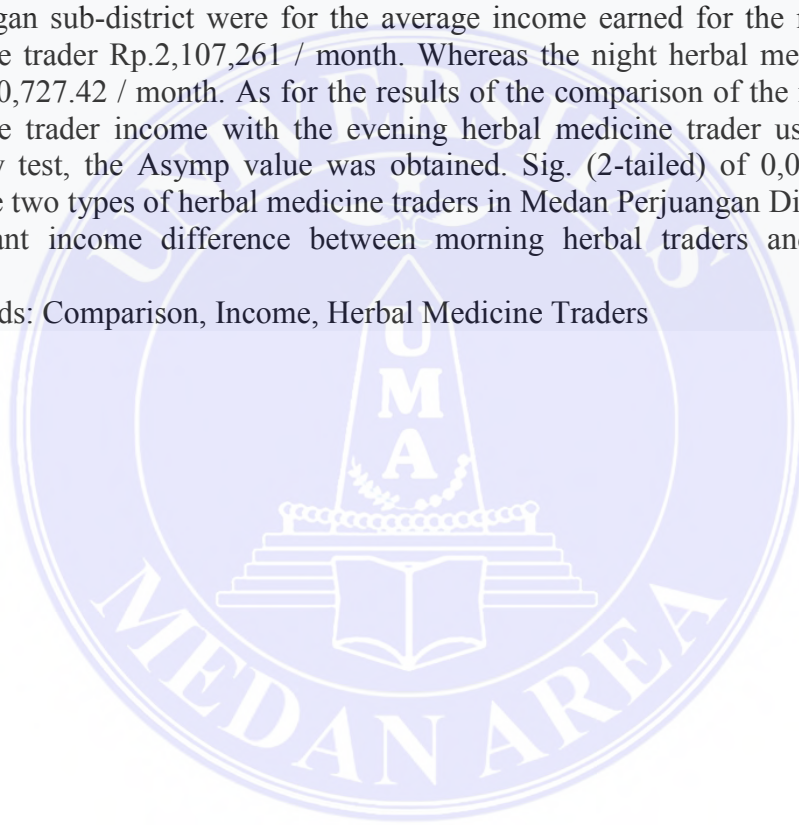 gan sub-district were for the average income earned for the
e trader Rp.2,107,261 / month. Whereas the night herbal me
0,727.42 / month. As for the results of the comparison of the
e trader income with the evening herbal medicine trader us
y test, the Asymp value was obtained. Sig. (2-tailed) of 0,0
e two types of herbal medicine traders in Medan Perjuangan Di
ant income difference between morning herbal traders an
ds: Comparison, Income, Herbal Medicine Traders
UNIVERSITAS
UMA
MEDAN AREA